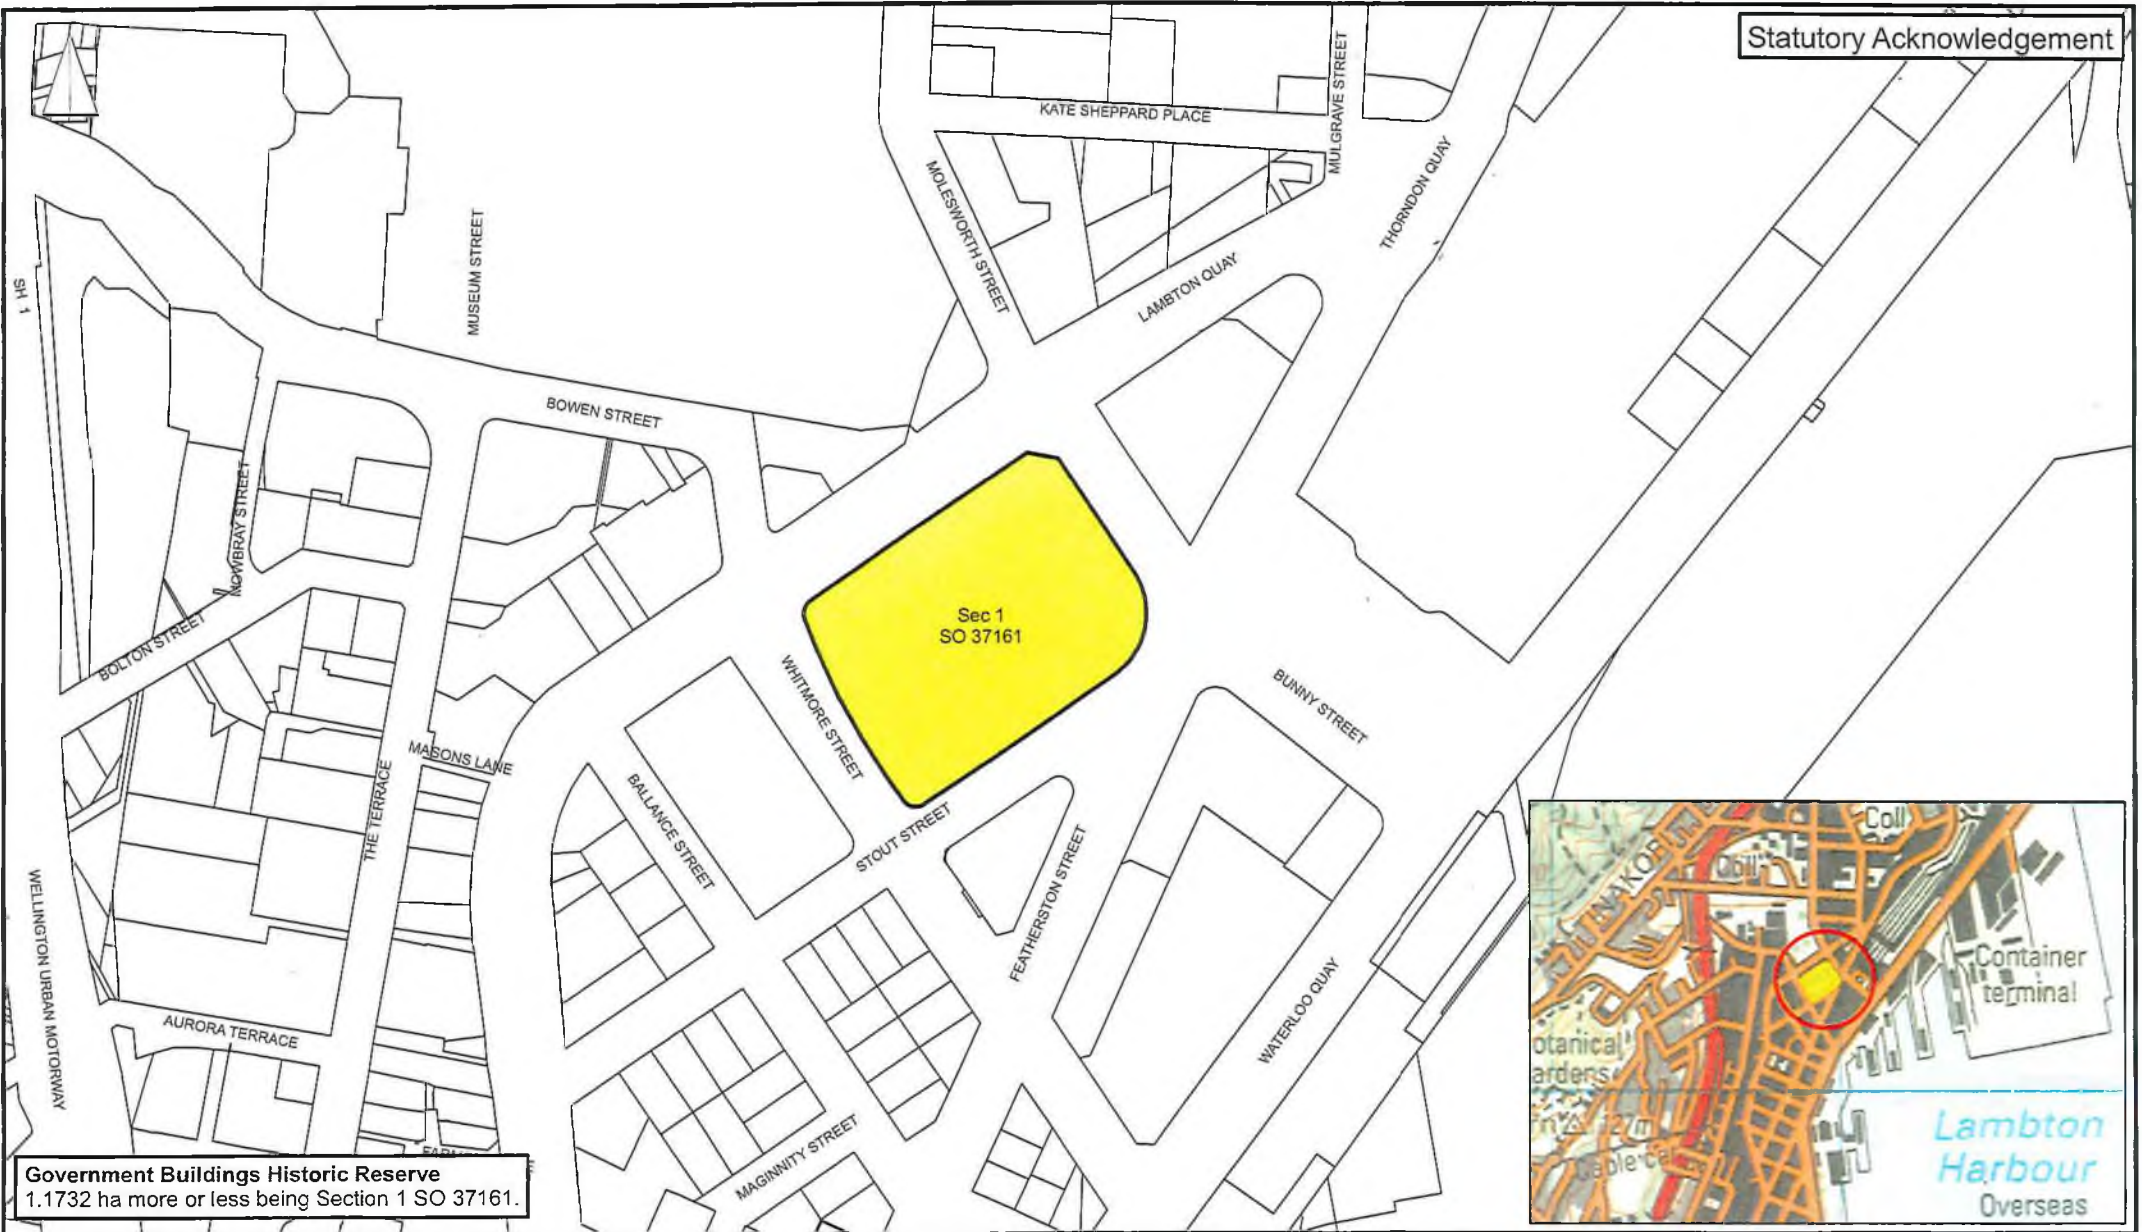 Statutory Acknowledgement
KATE SHEPPARD PLACE
MULGRAVE STREET
THORNDON QUAY
MOLESWORTH STREET
LAMBTON QUAY
MUSEUM STREET
SH 1
BOWEN STREET
MOWBRAY STREET
BOLTON STREET
Sec 1
SO 37161
WHITMORE STREET
BUNNY STREET
MASONS LANE
THE TERRACE
BALLANCE STREET
STOUT STREET
FEATHERSTON STREET
WATERLOO QUAY
WELLINGTON URBAN MOTORWAY
AURORA TERRACE
MAGINNITY STREET
Government Buildings Historic Reserve
1.1732 ha more or less being Section 1 SO 37161.
Coll
Coll
Container
terminal
otanical
ardens
Lambton
Harbour
Overseas